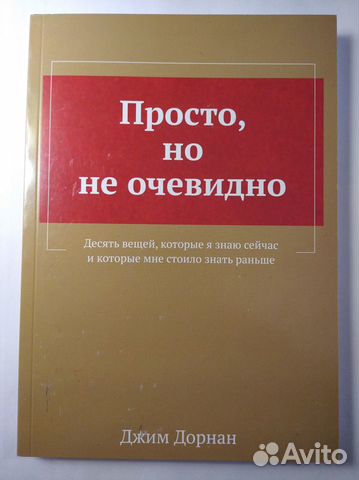 Просто,
но
не очевидно
Десять вещей, которые я знаю сейчас
и которые мне стоило знать раньше
Джим Дорнан
Avito